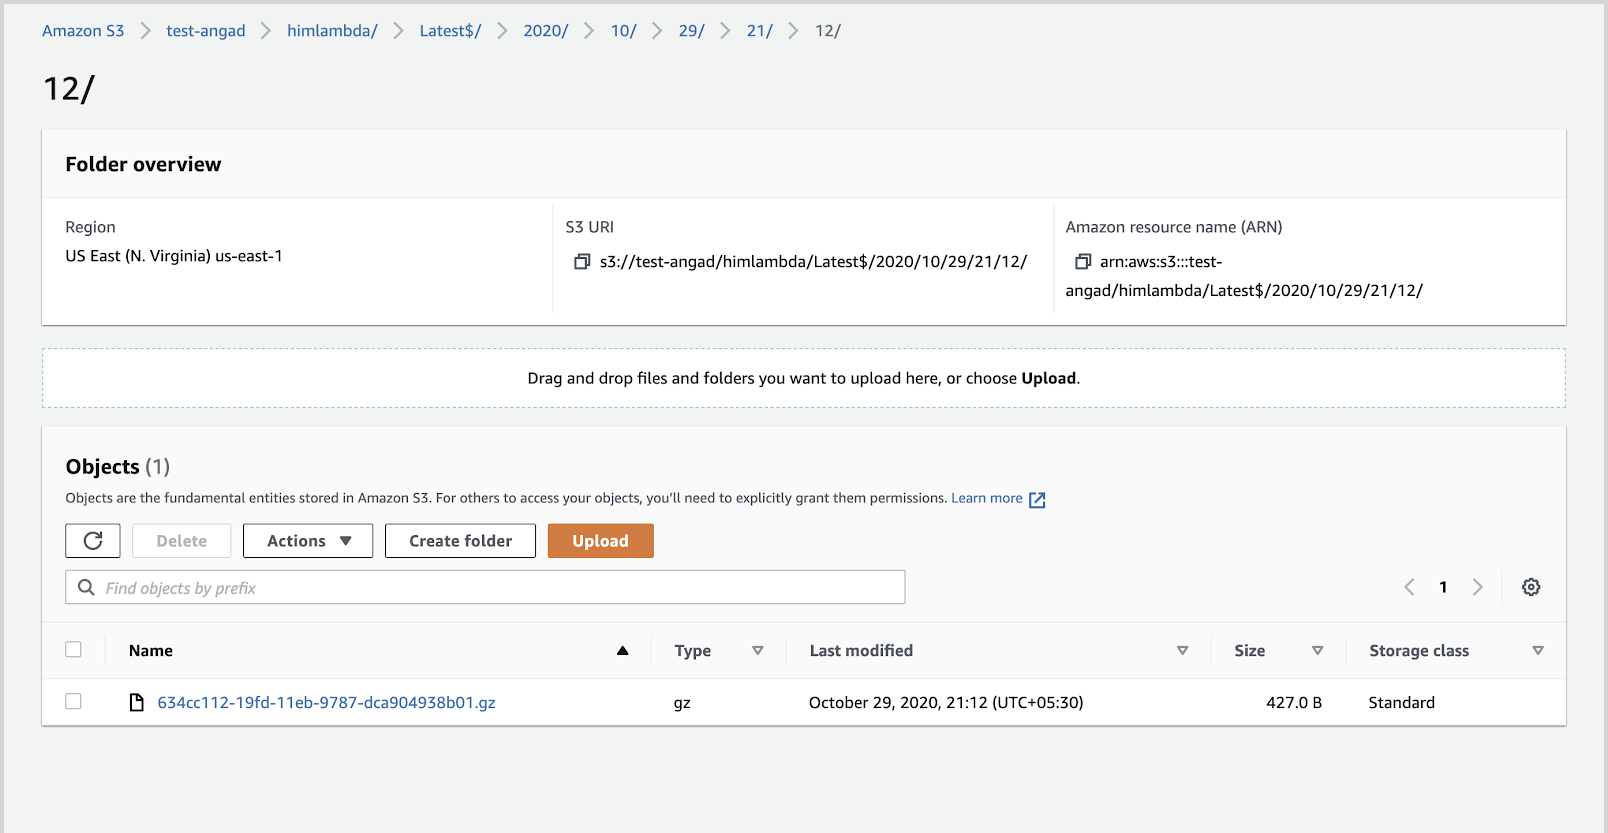 Amazon S3 > test-angad > himlambda/ > Latest$/ > 2020/ > 10/ > 29/ > 21/ > 12/
12/
Folder overview
Region
US East (N. Virginia) us-east-1
S3 URI
s3://test-angad/himlambda/Latest$/2020/10/29/21/12/
Amazon resource name (ARN)
arn:aws:s3:::test-
angad/himlambda/Latest$/2020/10/29/21/12/
Drag and drop files and folders you want to upload here, or choose Upload.
Objects (1)
Objects are the fundamental entities stored in Amazon S3. For others to access your objects, you'll need to explicitly grant them permissions. Learn more
Delete Actions Create folder Upload
Find objects by prefix 1
Name Type Last modified Size Storage class
634cc112-19fd-11eb-9787-dca904938b01.gz gz October 29, 2020, 21:12 (UTC+05:30) 427.0 B Standard